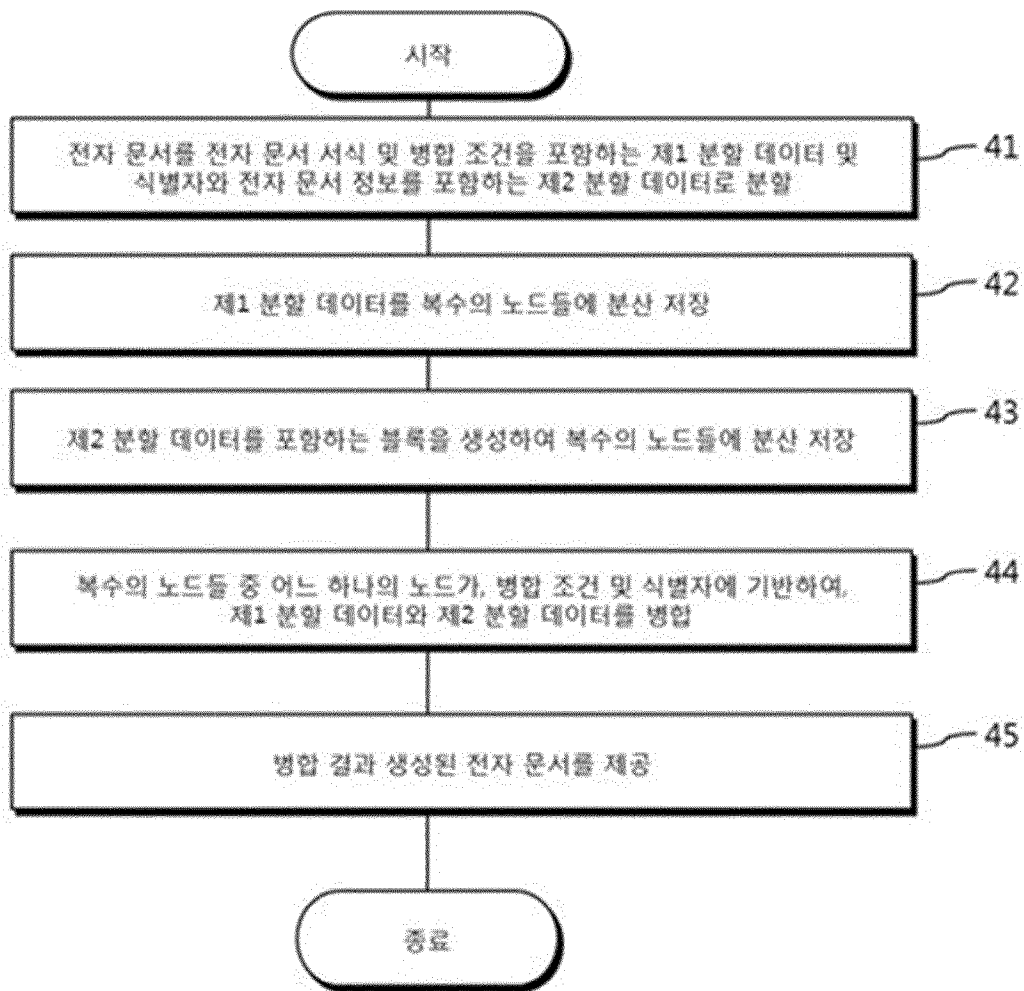 시작
전자 문서를 전자 문서 서식 및 병합 조건을 포함하는 제1 분할 데이터 및
식별자와 전자 문서 정보를 포함하는 제2 분할 데이터로 분할
41
제1 분할 데이터를 복수의 노드들에 분산 저장
42
제2 분할 데이터를 포함하는 블록을 생성하여 복수의 노드들에 분산 저장
43
복수의 노드들 중 어느 하나의 노드가, 병합 조건 및 식별자에 기반하여,
제1 분할 데이터와 제2 분할 데이터를 병합
44
병합 결과 생성된 전자 문서를 제공
45
종료